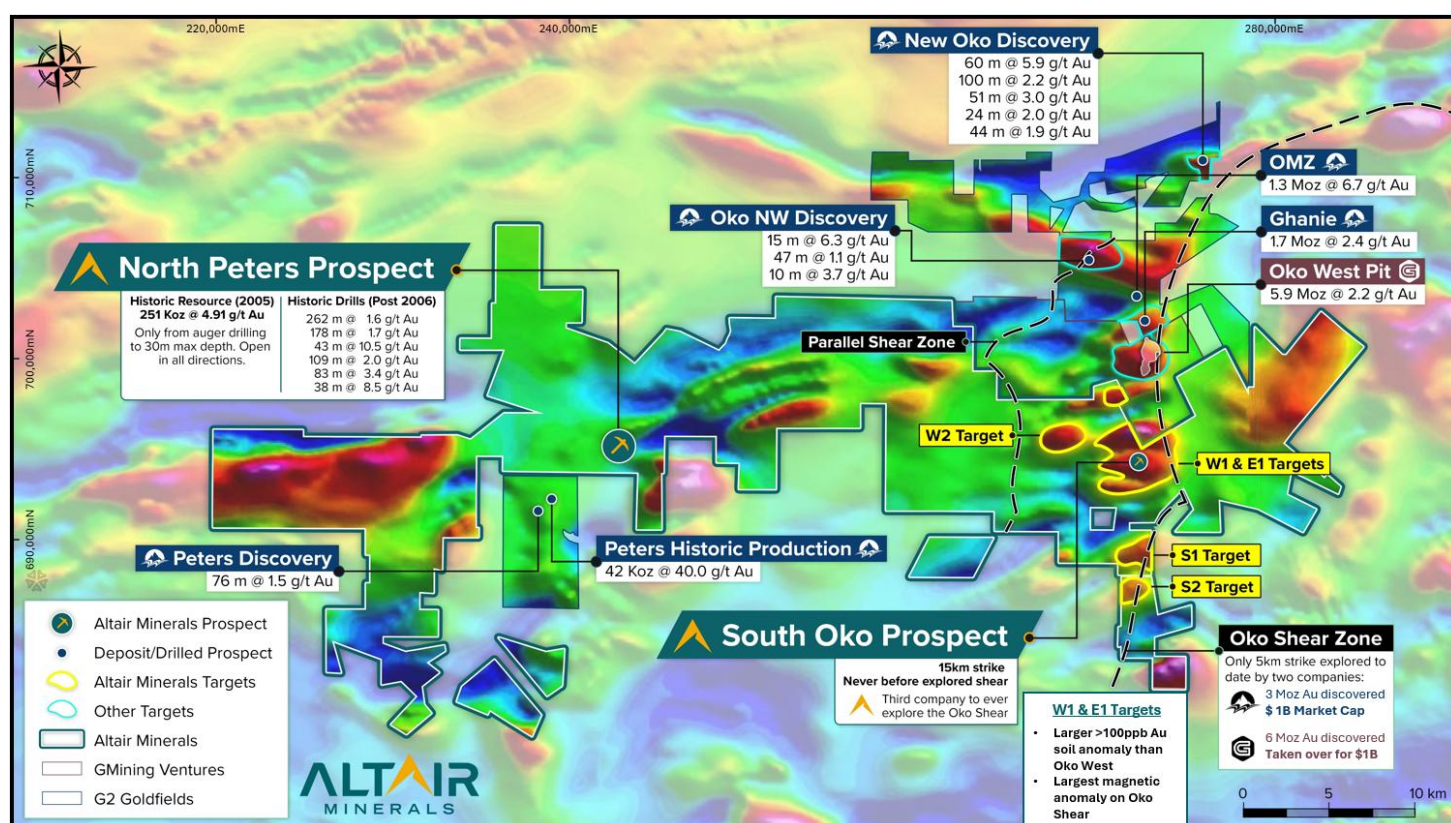 220,000mE
240,000mE
280,000mE
710,000mN
700,000mN
690,000mN
New Oko Discovery
60 m @ 5.9 g/t Au
100 m @ 2.2 g/t Au
51 m @ 3.0 g/t Au
24 m @ 2.0 g/t Au
44 m @ 1.9 g/t Au
OMZ
1.3 Moz @ 6.7 g/t Au
Oko NW Discovery
15 m @ 6.3 g/t Au
47 m @ 1.1 g/t Au
10 m @ 3.7 g/t Au
Ghanie
1.7 Moz @ 2.4 g/t Au
Oko West Pit
5.9 Moz @ 2.2 g/t Au
North Peters Prospect
Historic Resource (2005)
251 Koz @ 4.91 g/t Au
Only from auger drilling
to 30m max depth. Open
in all directions.
Historic Drills (Post 2006)
262 m @ 1.6 g/t Au
178 m @ 1.7 g/t Au
43 m @ 10.5 g/t Au
109 m @ 2.0 g/t Au
83 m @ 3.4 g/t Au
38 m @ 8.5 g/t Au
Parallel Shear Zone
W2 Target
W1 & E1 Targets
Peters Discovery
76 m @ 1.5 g/t Au
Peters Historic Production
42 Koz @ 40.0 g/t Au
S1 Target
S2 Target
South Oko Prospect
15km strike
Never before explored shear
Third company to ever
explore the Oko Shear
W1 & E1 Targets
• Larger >100ppb Au
soil anomaly than
Oko West
• Largest magnetic
anomaly on Oko
Shear
Oko Shear Zone
Only 5km strike explored to
date by two companies:
3 Moz Au discovered
$ 1B Market Cap
6 Moz Au discovered
Taken over for $1B
Altair Minerals Prospect
Deposit/Drilled Prospect
Altair Minerals Targets
Other Targets
Altair Minerals
GMining Ventures
G2 Goldfields
ALTAIR
MINERALS
0 5 10 km